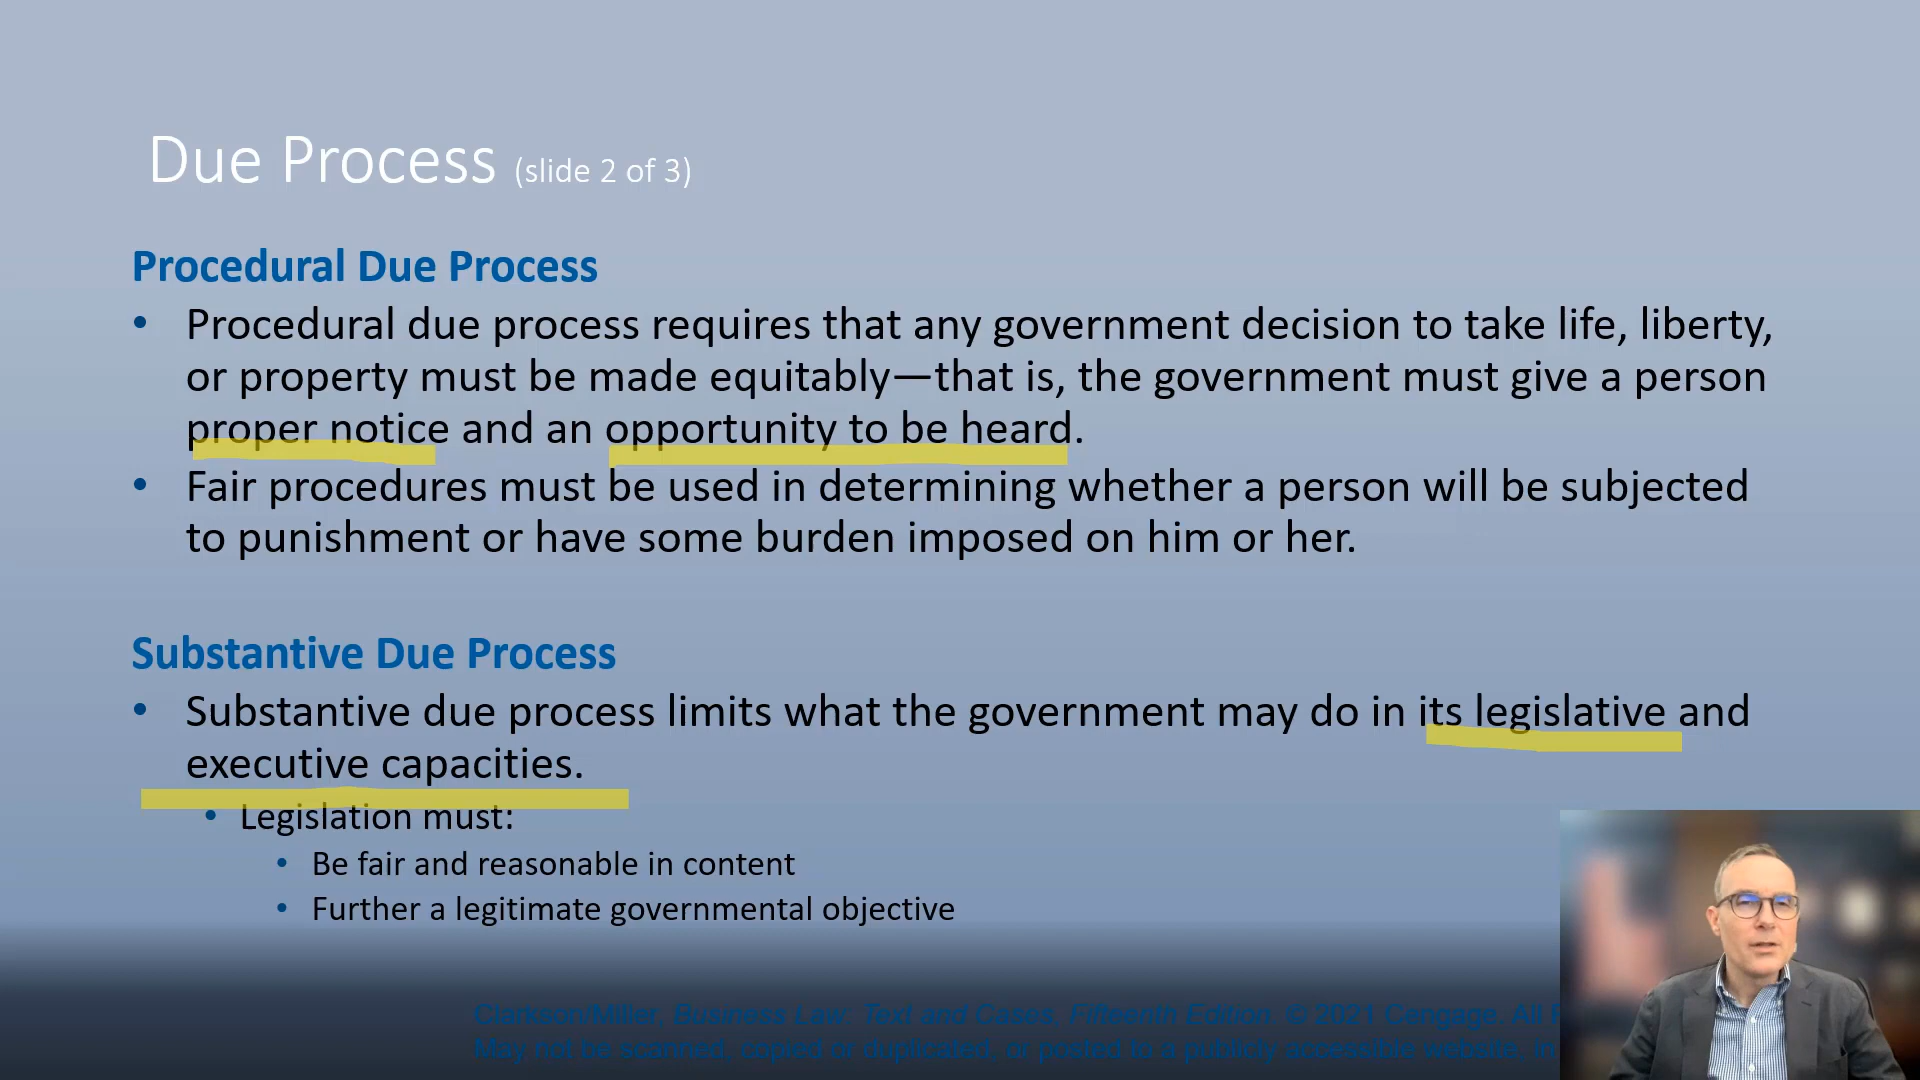 Due Process (slide 2 of 3)
Procedural Due Process
• Procedural due process requires that any government decision to take life, liberty,
or property must be made equitably—that is, the government must give a person
proper notice and an opportunity to be heard.
• Fair procedures must be used in determining whether a person will be subjected
to punishment or have some burden imposed on him or her.
Substantive Due Process
• Substantive due process limits what the government may do in its legislative and
executive capacities.
• Legislation must:
• Be fair and reasonable in content
• Further a legitimate governmental objective
Clarkson/Miller, Business Law: Text and Cases, Fifteenth Edition. © 2021 Cengage. All
May not be scanned, copied or duplicated, or posted to a publicly accessible website, in